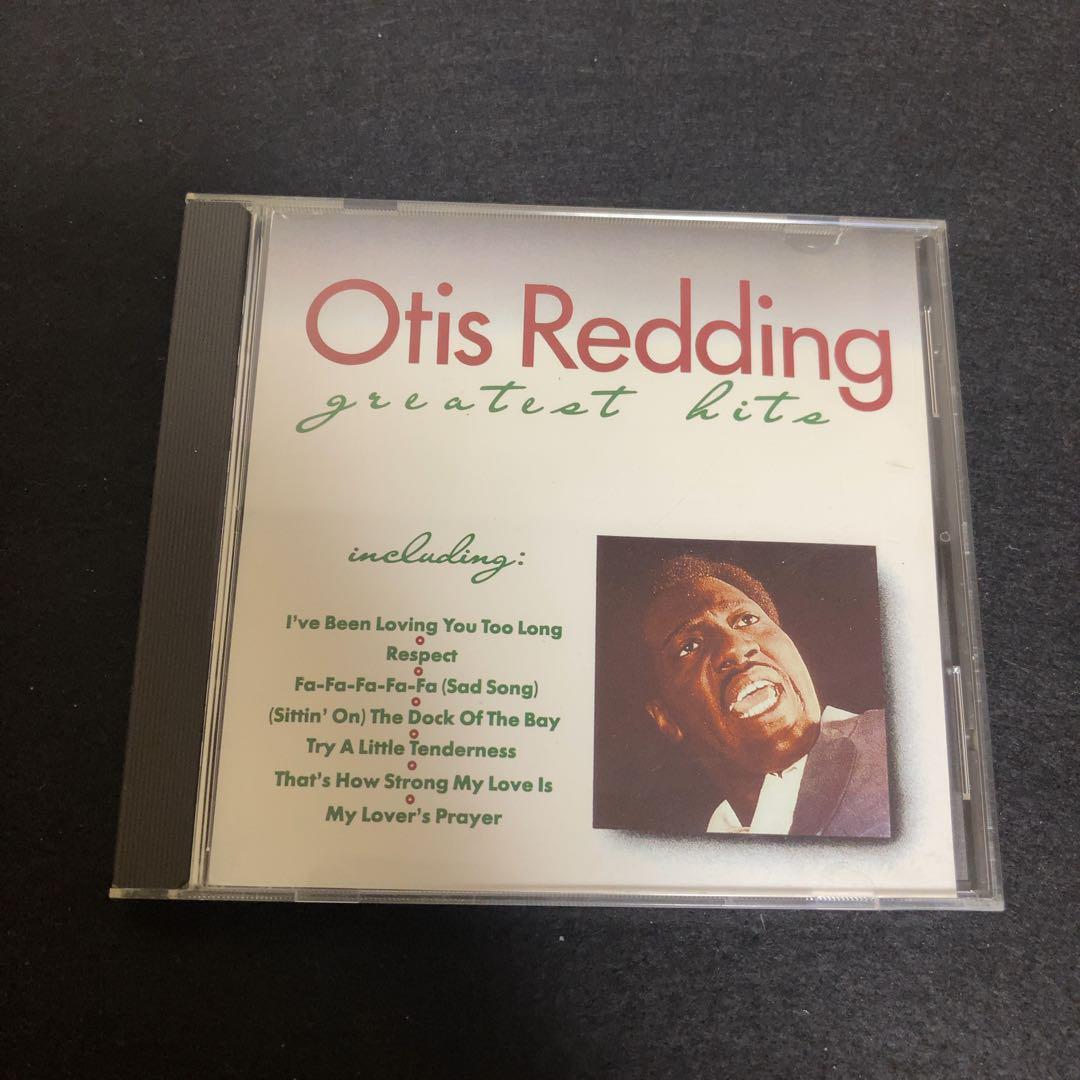 Otis Redding
greatest hits
including:
I've Been Loving You Too Long
Respect
Fa-Fa-Fa-Fa-Fa (Sad Song)
(Sittin' On) The Dock Of The Bay
Try A Little Tenderness
That's How Strong My Love Is
My Lover's Prayer